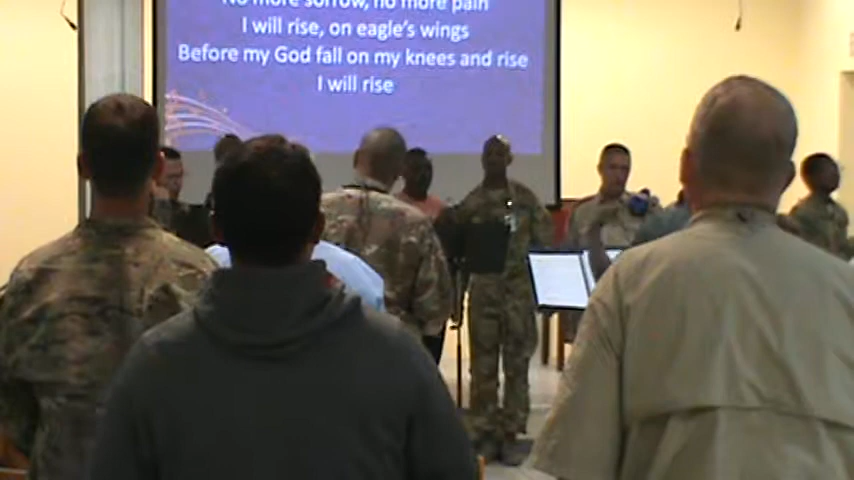 No more sorrow, no more pain
I will rise, on eagle's wings
Before my God fall on my knees and rise
I will rise